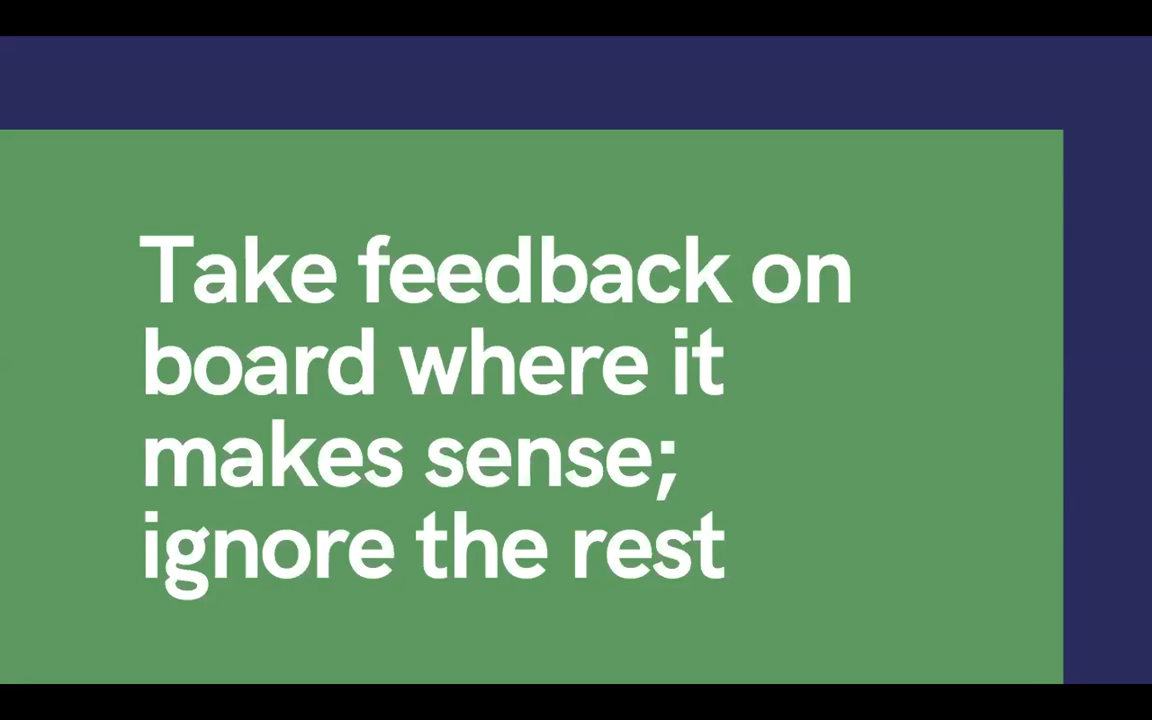 Take feedback on
board where it
makes sense;
ignore the rest